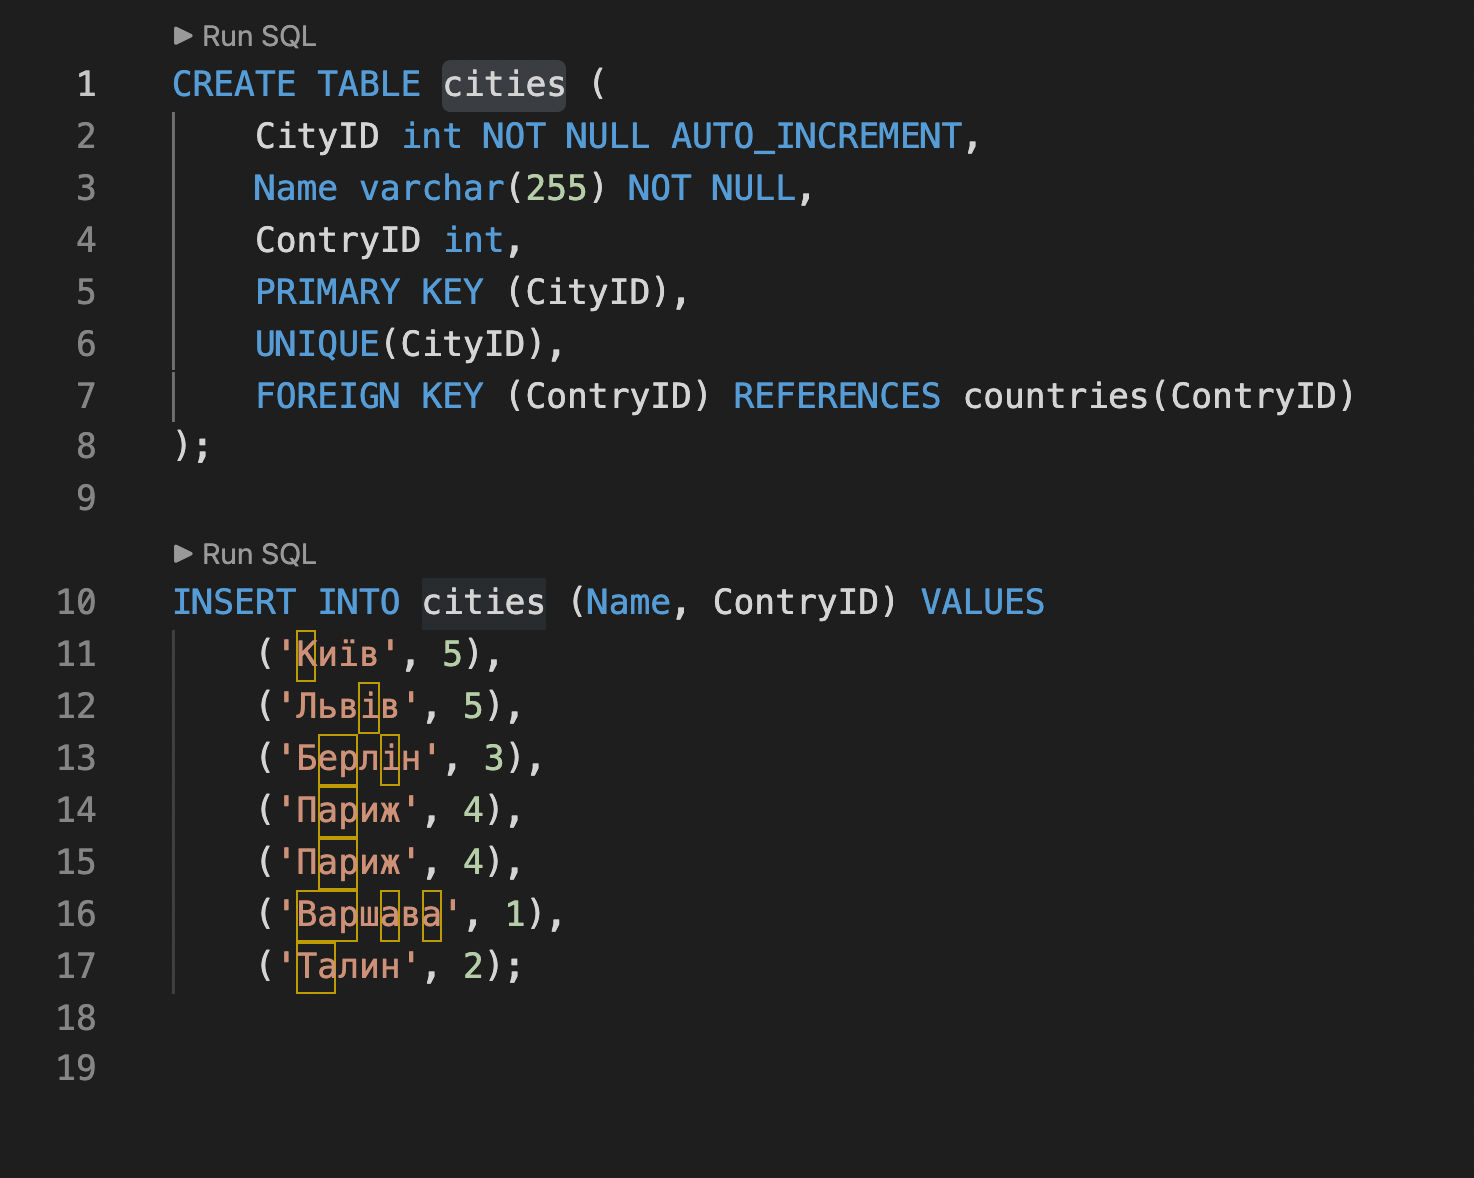 Run SQL
1 CREATE TABLE cities (
2 CityID int NOT NULL AUTO_INCREMENT,
3 Name varchar(255) NOT NULL,
4 ContryID int,
5 PRIMARY KEY (CityID),
6 UNIQUE(CityID),
7 FOREIGN KEY (ContryID) REFERENCES countries(ContryID)
8 );
9
Run SQL
10 INSERT INTO cities (Name, ContryID) VALUES
11 ('Київ', 5),
12 ('Львів', 5),
13 ('Берлін', 3),
14 ('Париж', 4),
15 ('Париж', 4),
16 ('Варшава', 1),
17 ('Талин', 2);
18
19